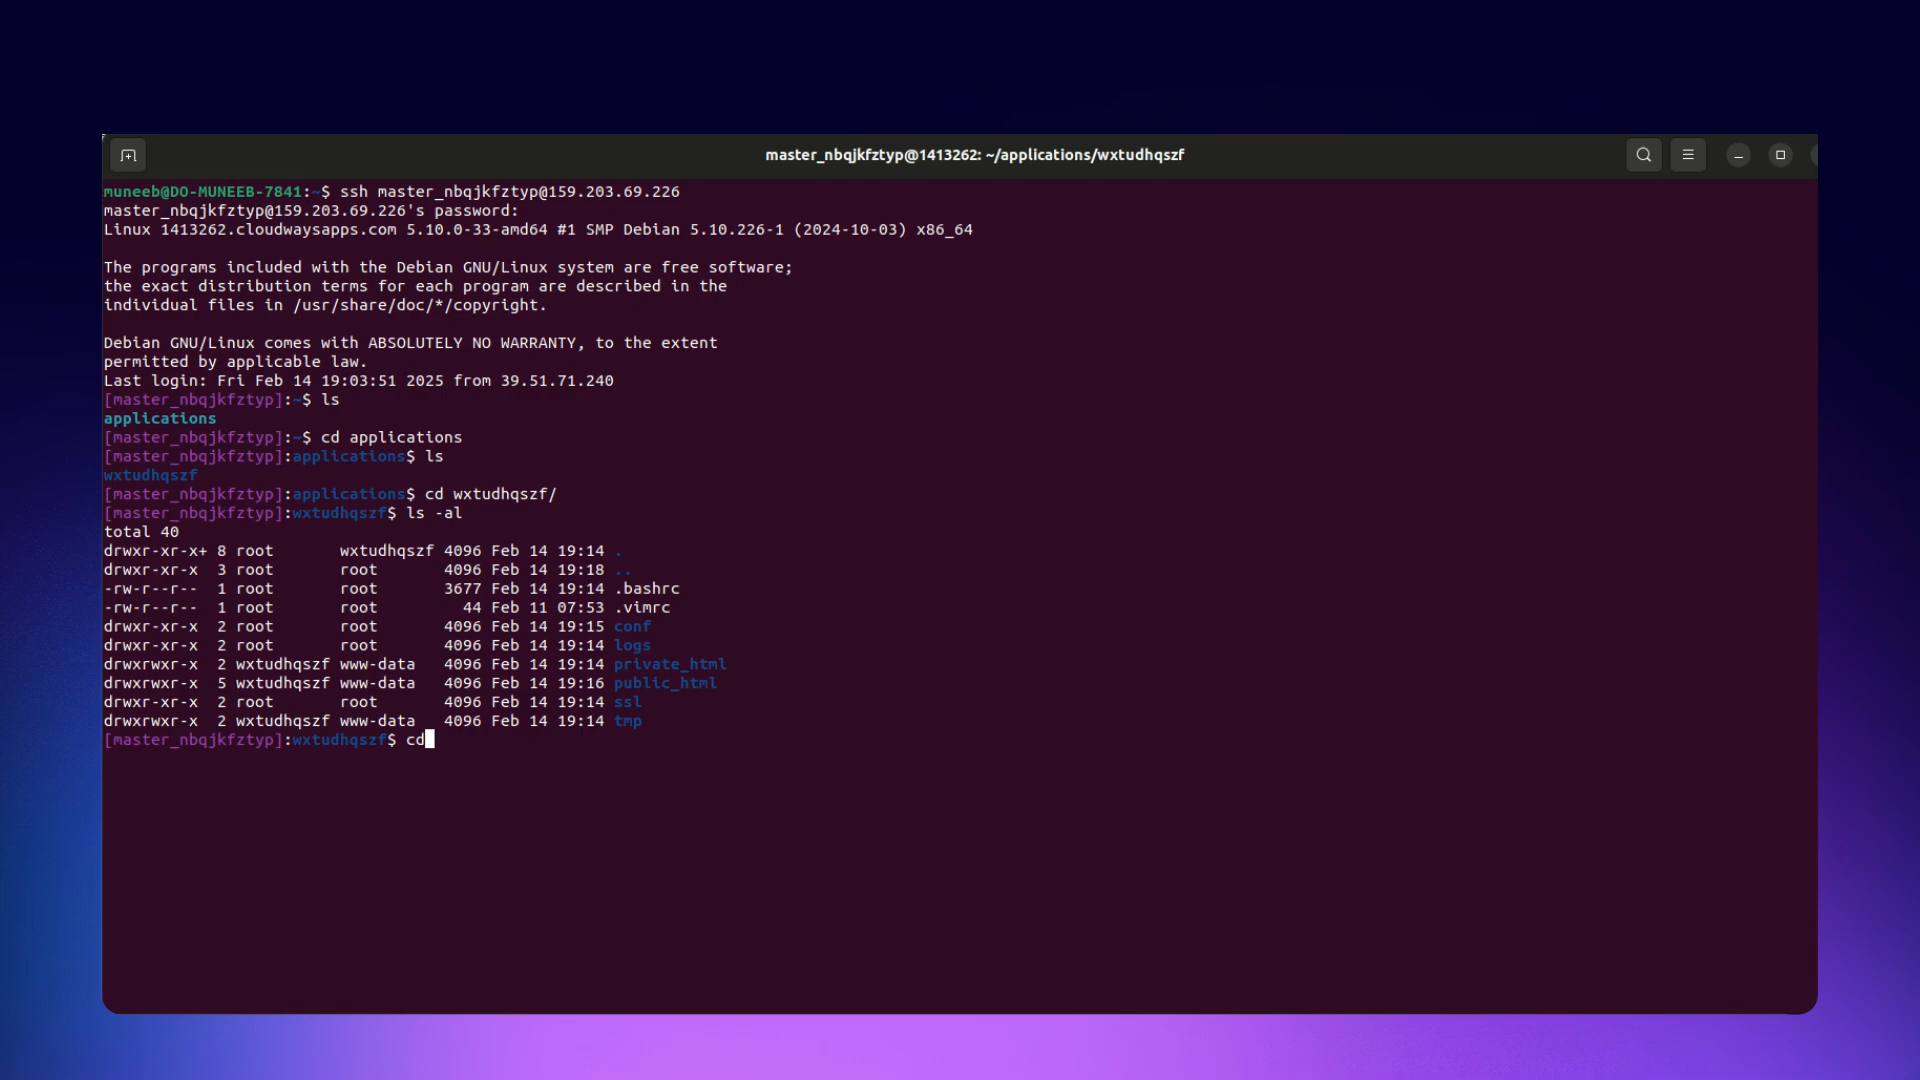 master_nbqjkfztyp@1413262: ~/applications/wxtudhqszf
muneeb@DO-MUNEEB-7841:~$ ssh master_nbqjkfztyp@159.203.69.226
master_nbqjkfztyp@159.203.69.226's password:
Linux 1413262.cloudwaysapps.com 5.10.0-33-amd64 #1 SMP Debian 5.10.226-1 (2024-10-03) x86_64
The programs included with the Debian GNU/Linux system are free software;
the exact distribution terms for each program are described in the
individual files in /usr/share/doc/*/copyright.
Debian GNU/Linux comes with ABSOLUTELY NO WARRANTY, to the extent
permitted by applicable law.
Last login: Fri Feb 14 19:03:51 2025 from 39.51.71.240
[master_nbqjkfztyp]:~$ ls
applications
[master_nbqjkfztyp]:~$ cd applications
[master_nbqjkfztyp]:applications$ ls
wxtudhqszf
[master_nbqjkfztyp]:applications$ cd wxtudhqszf/
[master_nbqjkfztyp]:wxtudhqszf$ ls -al
total 40
drwxr-xr-x+ 8 root       wxtudhqszf 4096 Feb 14 19:14 .
drwxr-xr-x  3 root       root       4096 Feb 14 19:18 ..
-rw-r--r--  1 root       root       3677 Feb 14 19:14 .bashrc
-rw-r--r--  1 root       root         44 Feb 11 07:53 .vimrc
drwxr-xr-x  2 root       root       4096 Feb 14 19:15 conf
drwxr-xr-x  2 root       root       4096 Feb 14 19:14 logs
drwxrwxr-x  2 wxtudhqszf www-data   4096 Feb 14 19:14 private_html
drwxrwxr-x  5 wxtudhqszf www-data   4096 Feb 14 19:16 public_html
drwxr-xr-x  2 root       root       4096 Feb 14 19:14 ssl
drwxrwxr-x  2 wxtudhqszf www-data   4096 Feb 14 19:14 tmp
[master_nbqjkfztyp]:wxtudhqszf$ cd